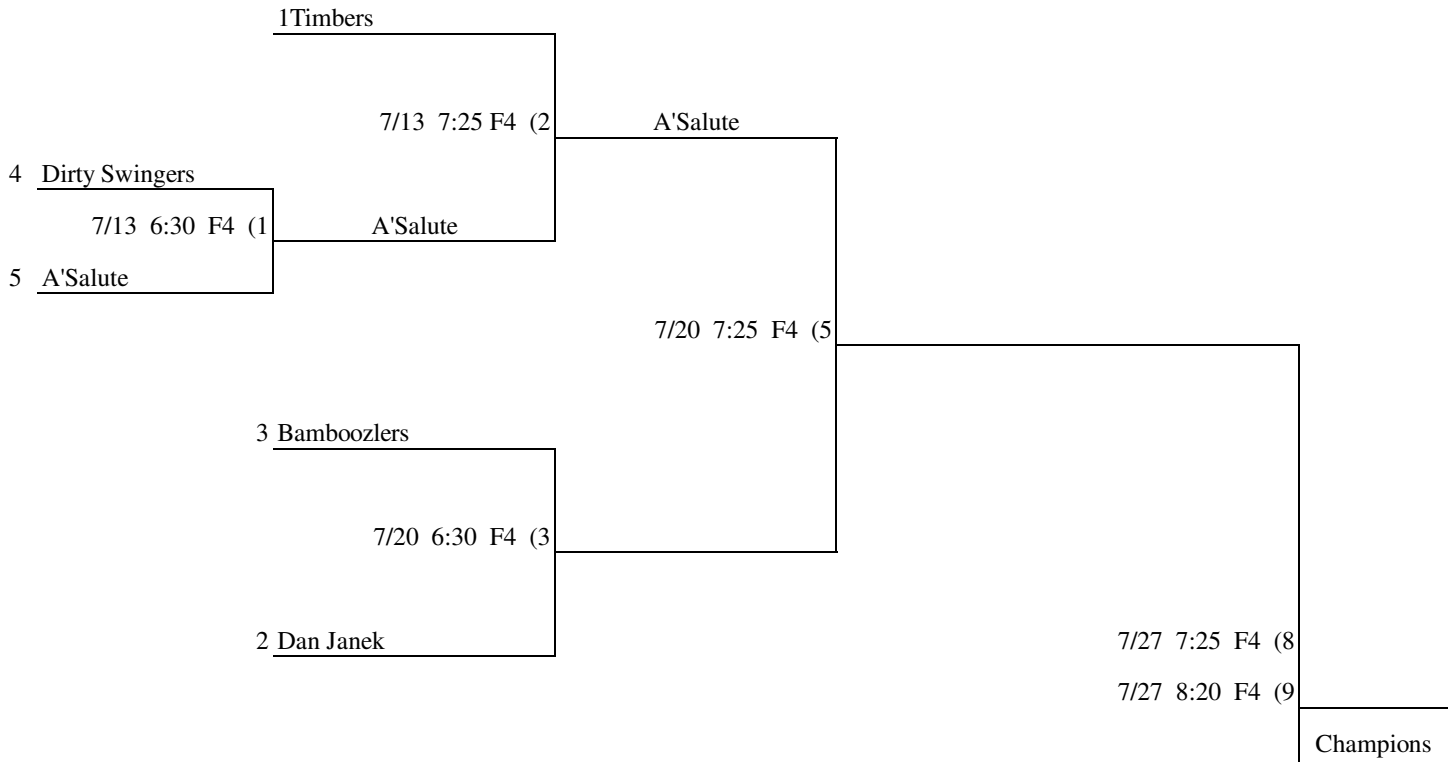 1Timbers
7/13 7:25 F4 (2
A'Salute
4 Dirty Swingers
7/13 6:30 F4 (1
A'Salute
5 A'Salute
7/20 7:25 F4 (5
3 Bamboozlers
7/20 6:30 F4 (3
2 Dan Janek
7/27 7:25 F4 (8
7/27 8:20 F4 (9
Champions